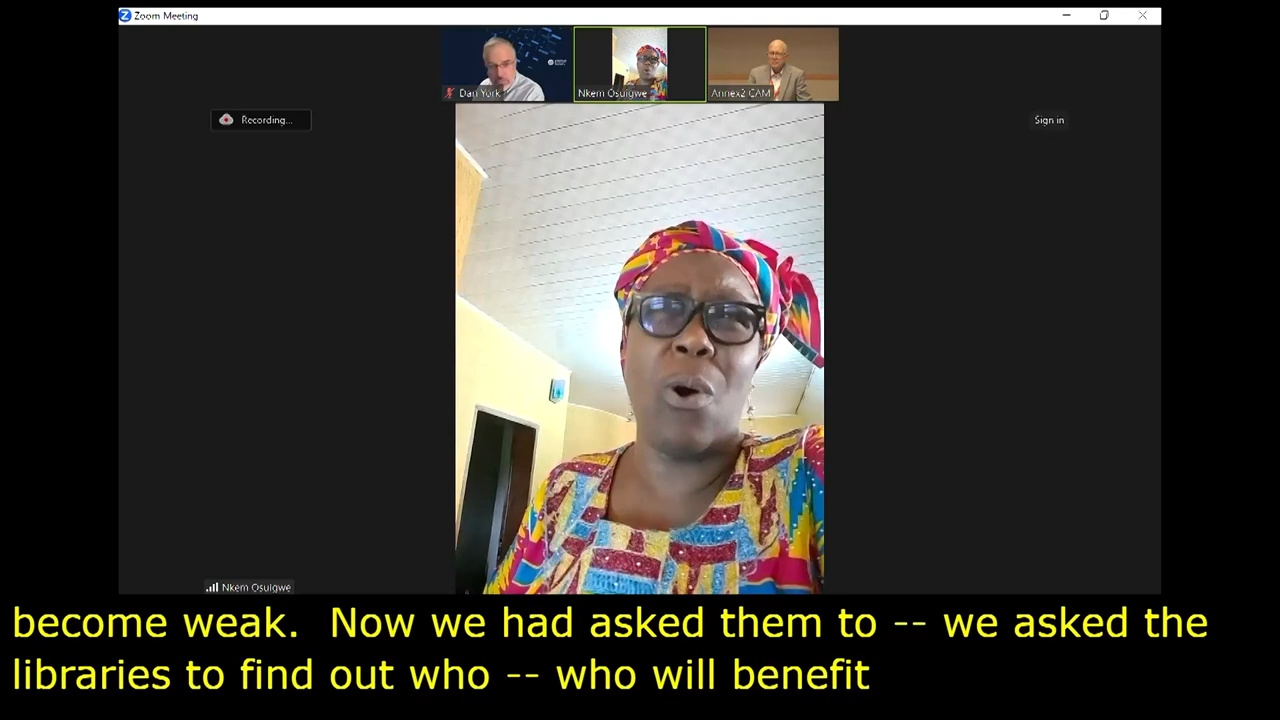 Zoom Meeting
Dan York
Nkem Osuigwe
Annex2 CAM
Recording...
Sign in
Nkem Osuigwe
become weak.  Now we had asked them to -- we asked the
libraries to find out who -- who will benefit